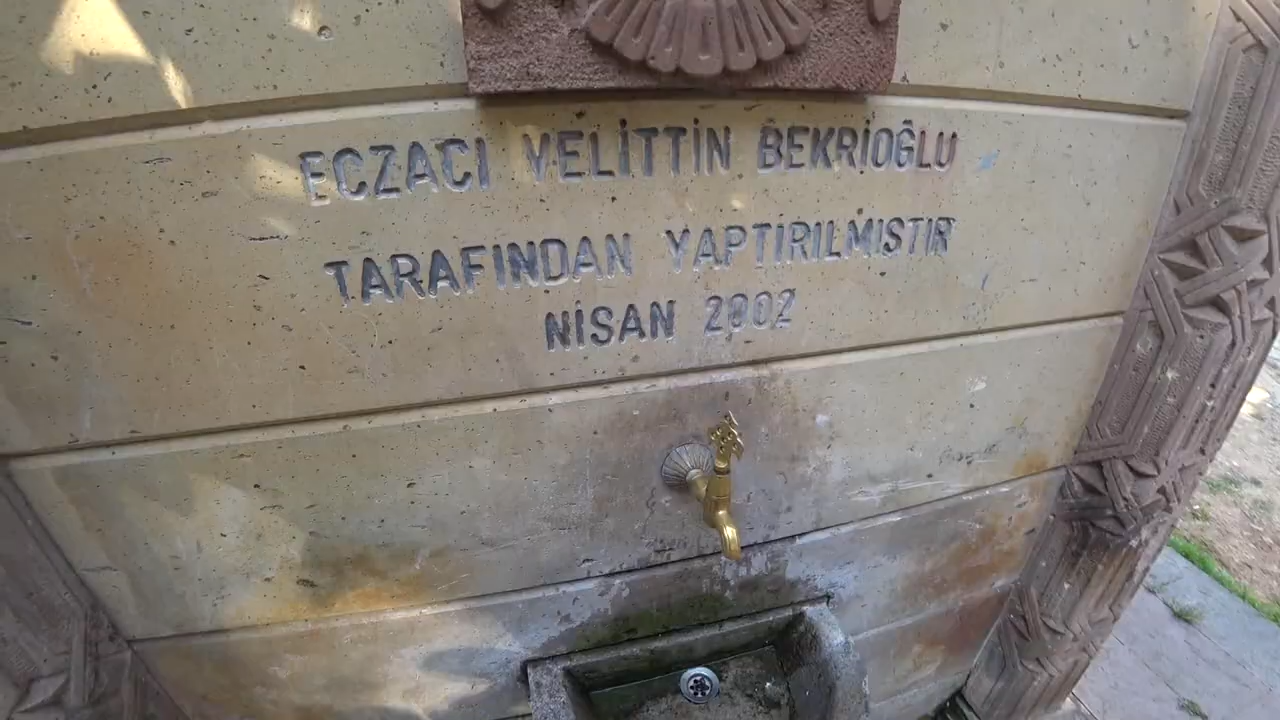 ECZACI VELİTTİN BEKRİOĞLU
TARAFINDAN YAPTIRILMIŞTIR
NİSAN 2002